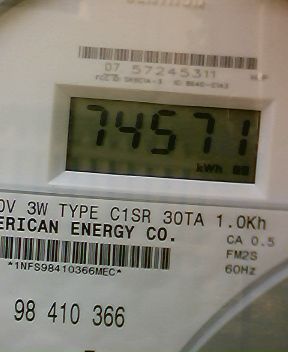 07 57245311
74571
kWh
0V 3W TYPE C1SR 30TA 1.0Kh
ERICAN ENERGY CO.
CA 0.5
FM2S
*1NFS98410366MEC*
60Hz
98 410 366